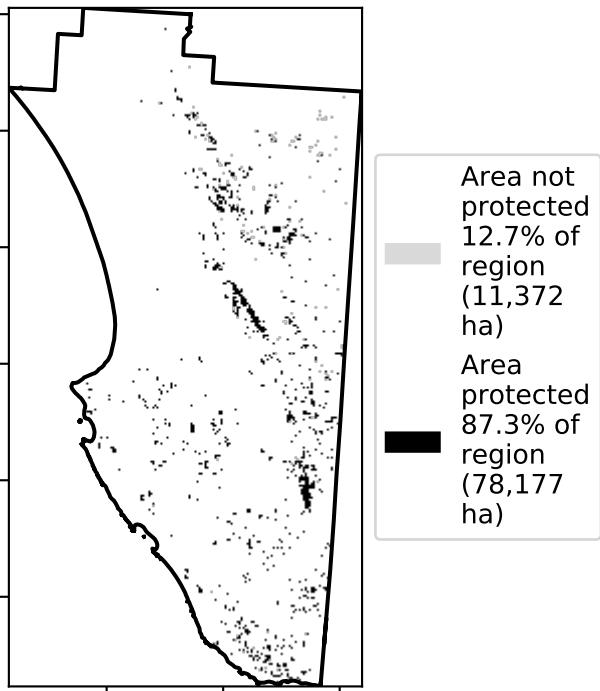 Area not
protected
12.7% of
region
(11,372
ha)
Area
protected
87.3% of
region
(78,177
ha)